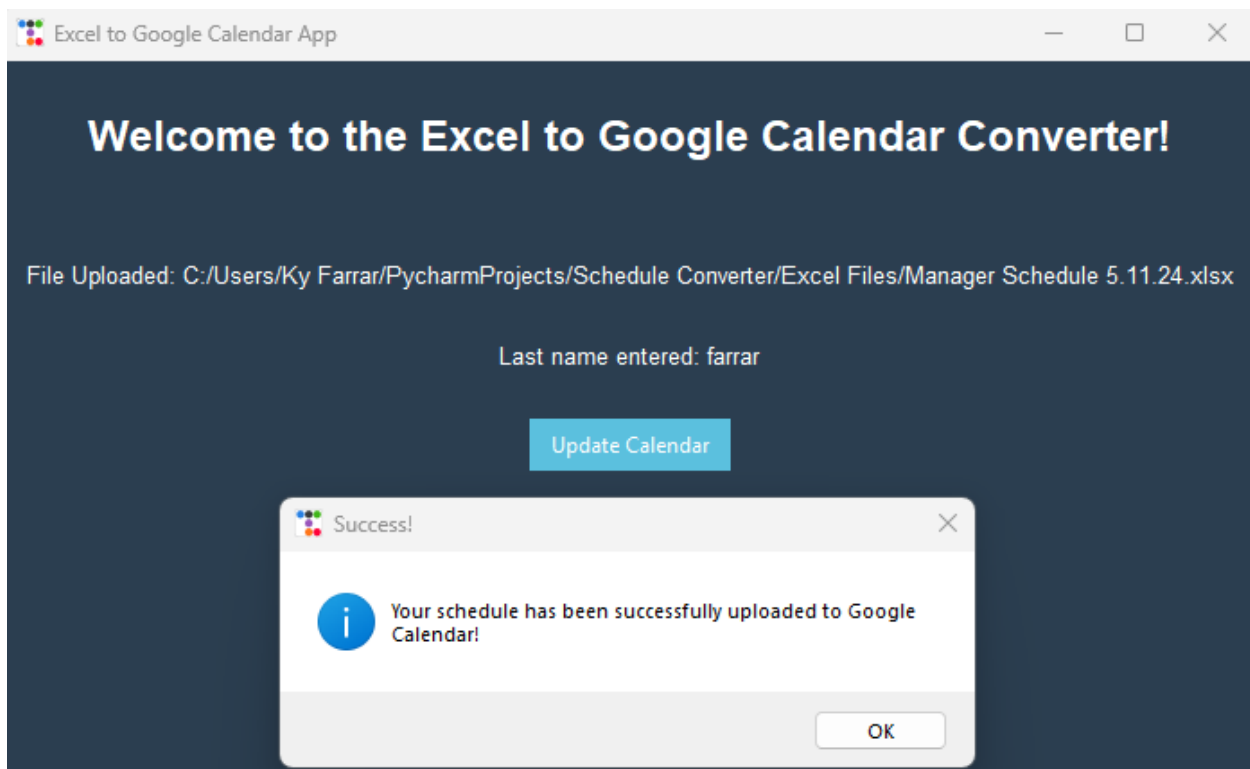 Excel to Google Calendar App
Welcome to the Excel to Google Calendar Converter!
File Uploaded: C:/Users/Ky Farrar/PycharmProjects/Schedule Converter/Excel Files/Manager Schedule 5.11.24.xlsx
Last name entered: farrar
Update Calendar
Success!
Your schedule has been successfully uploaded to Google
Calendar!
OK